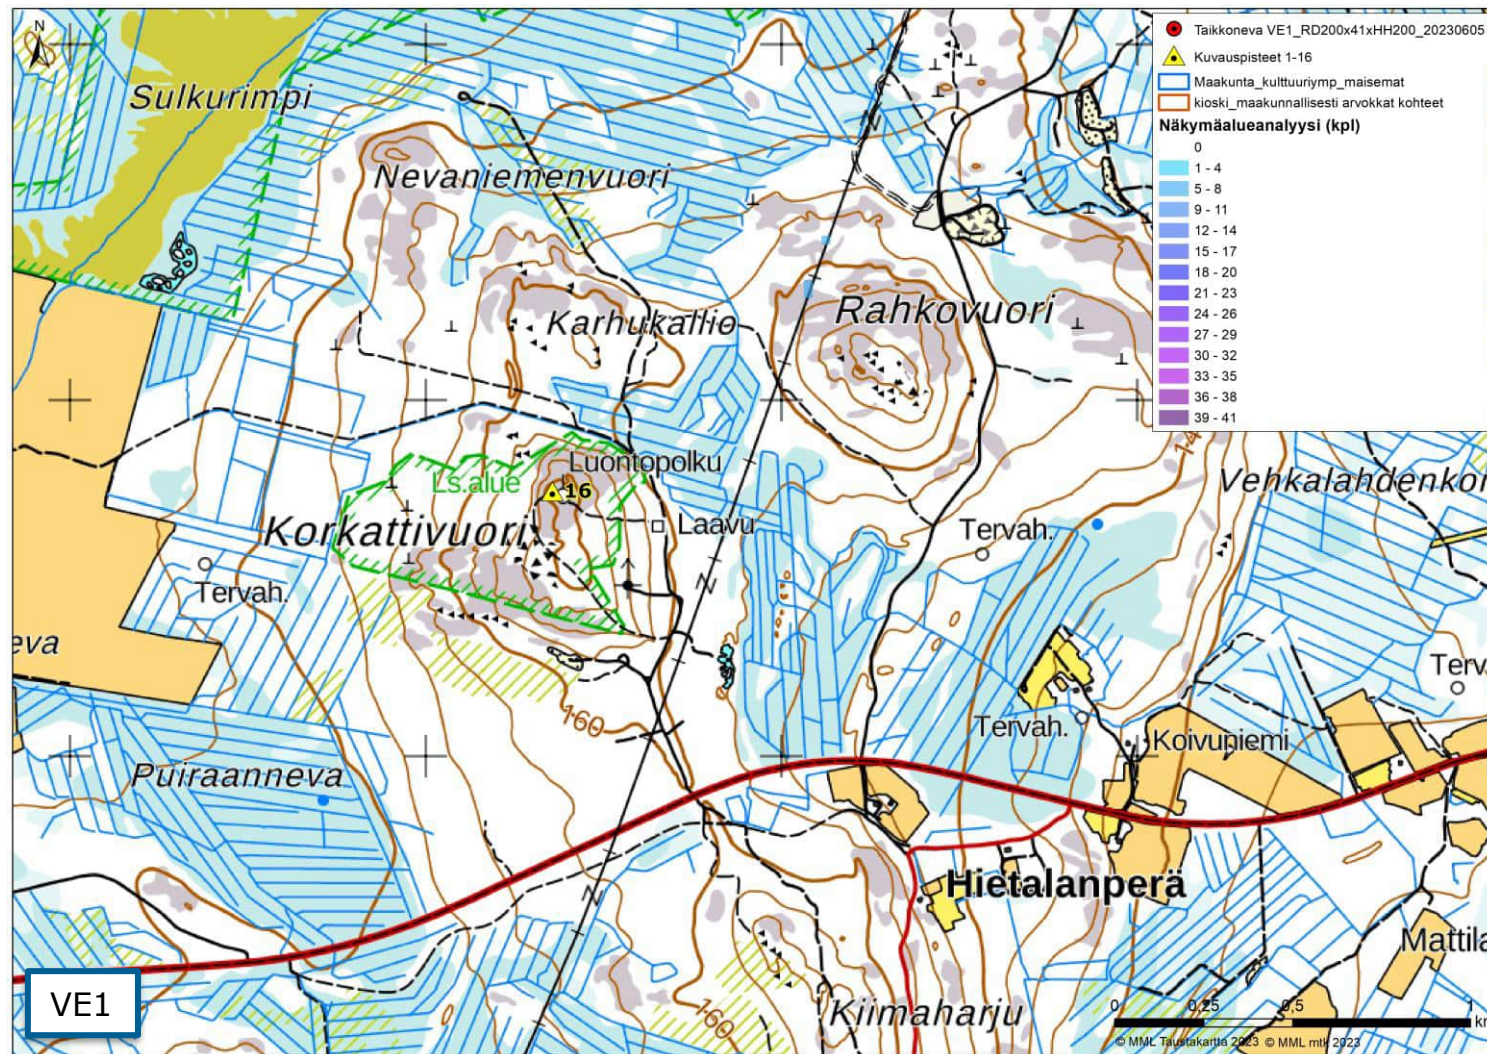 N
Taikkoneva VE1_RD200x41xHH200_20230605
Kuvauspisteet 1-16
Maakunta_kulttuuriymp_maisemat
kioski_maakunnallisesti arvokkat kohteet
Näkymäalueanalyysi (kpl)
0
1 - 4
5 - 8
9 - 11
12 - 14
15 - 17
18 - 20
21 - 23
24 - 26
27 - 29
30 - 32
33 - 35
36 - 38
39 - 41
Sulkurimpi
Nevaniemenvuori
Karhukallio
Rahkovuori
Luontopolku
Ls.alue
16
Vehkalahdenkor
Korkattivuori
Laavu
Tervah.
Tervah.
eva
Terv
160
Tervah.
Koivuniemi
Puiraanneva
Hietalanperä
Mattila
VE1
160
Kiimaharju
0 0,25 0,5 1
km
© MML Taustakartta 2023 © MML mtk 2023